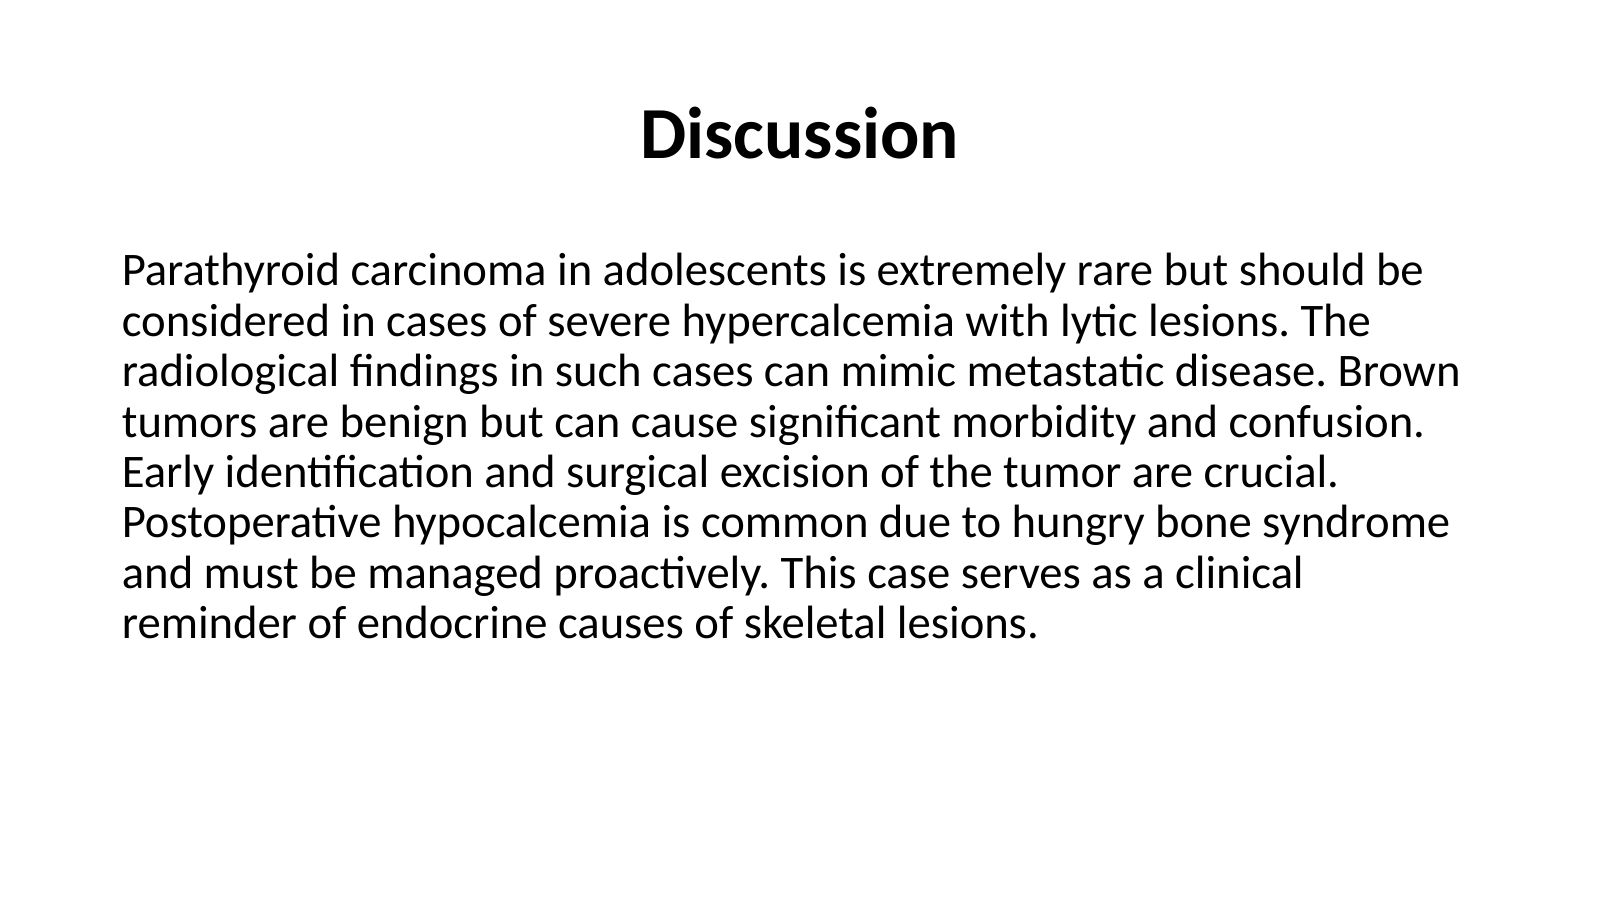 Discussion
Parathyroid carcinoma in adolescents is extremely rare but should be
considered in cases of severe hypercalcemia with lytic lesions. The
radiological findings in such cases can mimic metastatic disease. Brown
tumors are benign but can cause significant morbidity and confusion.
Early identification and surgical excision of the tumor are crucial.
Postoperative hypocalcemia is common due to hungry bone syndrome
and must be managed proactively. This case serves as a clinical
reminder of endocrine causes of skeletal lesions.